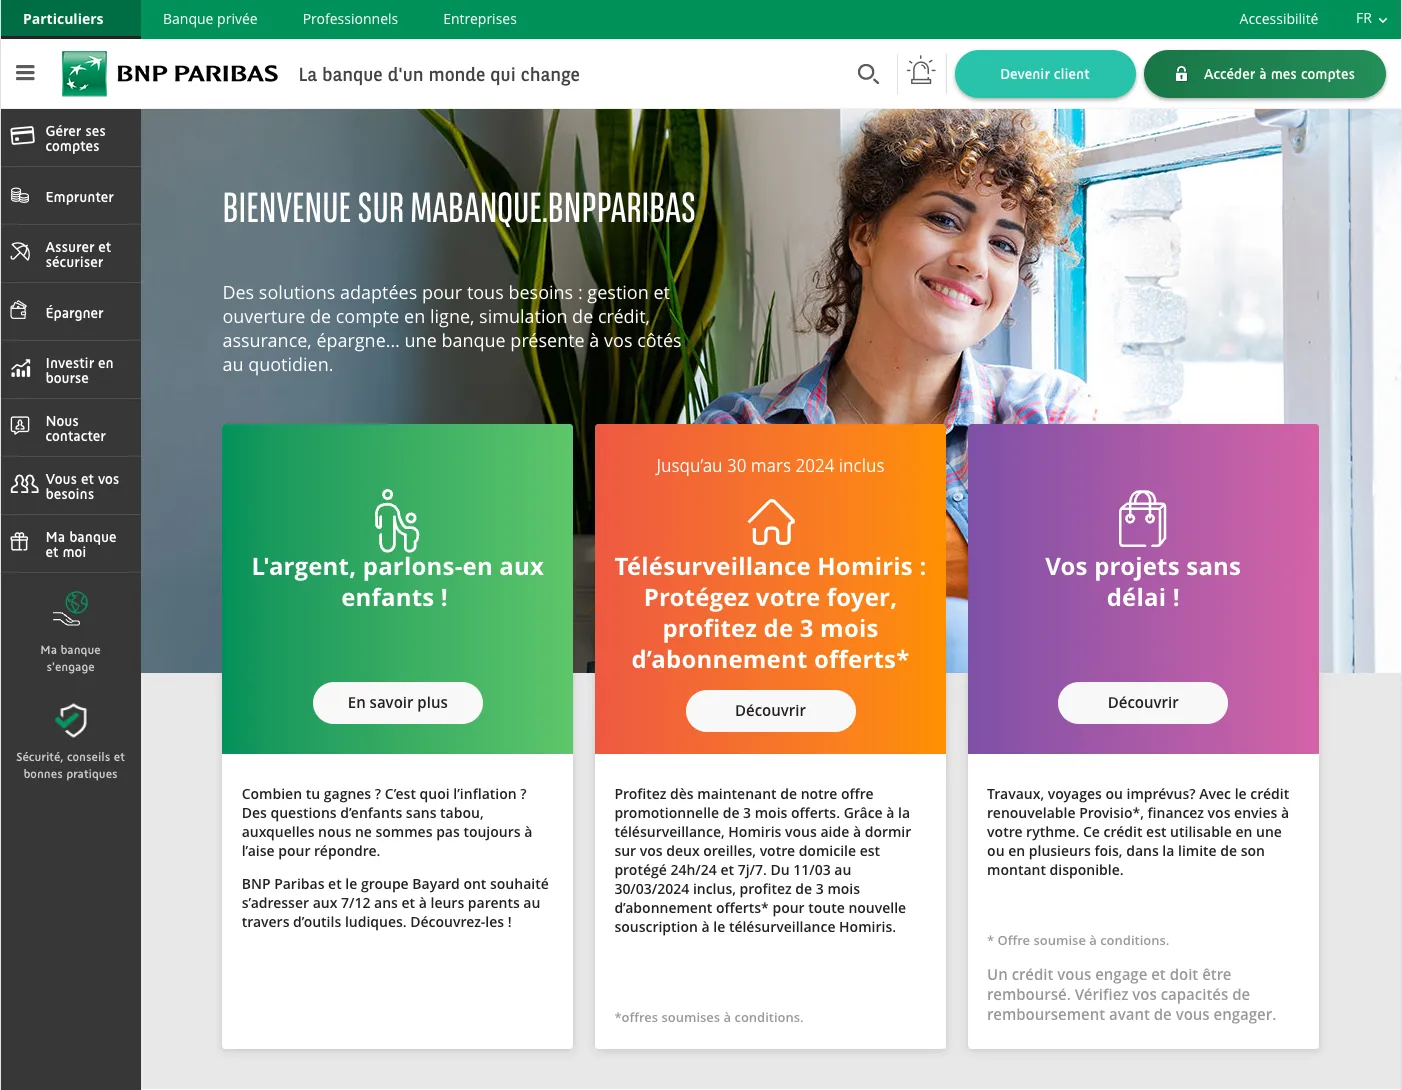 Particuliers
Banque privée
Professionnels
Entreprises
Accessibilité
FR
BNP PARIBAS
La banque d'un monde qui change
Devenir client
Accéder à mes comptes
Gérer ses
comptes
Emprunter
Assurer et
sécuriser
Épargner
Investir en
bourse
Nous
contacter
Vous et vos
besoins
Ma banque
et moi
Ma banque
s'engage
Sécurité, conseils et
bonnes pratiques
BIENVENUE SUR MABANQUE.BNPPARIBAS
Des solutions adaptées pour tous besoins : gestion et
ouverture de compte en ligne, simulation de crédit,
assurance, épargne... une banque présente à vos côtés
au quotidien.
L'argent, parlons-en aux
enfants !
En savoir plus
Combien tu gagnes ? C’est quoi l’inflation ?
Des questions d’enfants sans tabou,
auxquelles nous ne sommes pas toujours à
l’aise pour répondre.
BNP Paribas et le groupe Bayard ont souhaité
s’adresser aux 7/12 ans et à leurs parents au
travers d’outils ludiques. Découvrez-les !
Jusqu’au 30 mars 2024 inclus
Télésurveillance Homiris :
Protégez votre foyer,
profitez de 3 mois
d’abonnement offerts*
Découvrir
Profitez dès maintenant de notre offre
promotionnelle de 3 mois offerts. Grâce à la
télésurveillance, Homiris vous aide à dormir
sur vos deux oreilles, votre domicile est
protégé 24h/24 et 7j/7. Du 11/03 au
30/03/2024 inclus, profitez de 3 mois
d’abonnement offerts* pour toute nouvelle
souscription à le télésurveillance Homiris.
*offres soumises à conditions.
Vos projets sans
délai !
Découvrir
Travaux, voyages ou imprévus? Avec le crédit
renouvelable Provisio*, financez vos envies à
votre rythme. Ce crédit est utilisable en une
ou en plusieurs fois, dans la limite de son
montant disponible.
* Offre soumise à conditions.
Un crédit vous engage et doit être
remboursé. Vérifiez vos capacités de
remboursement avant de vous engager.